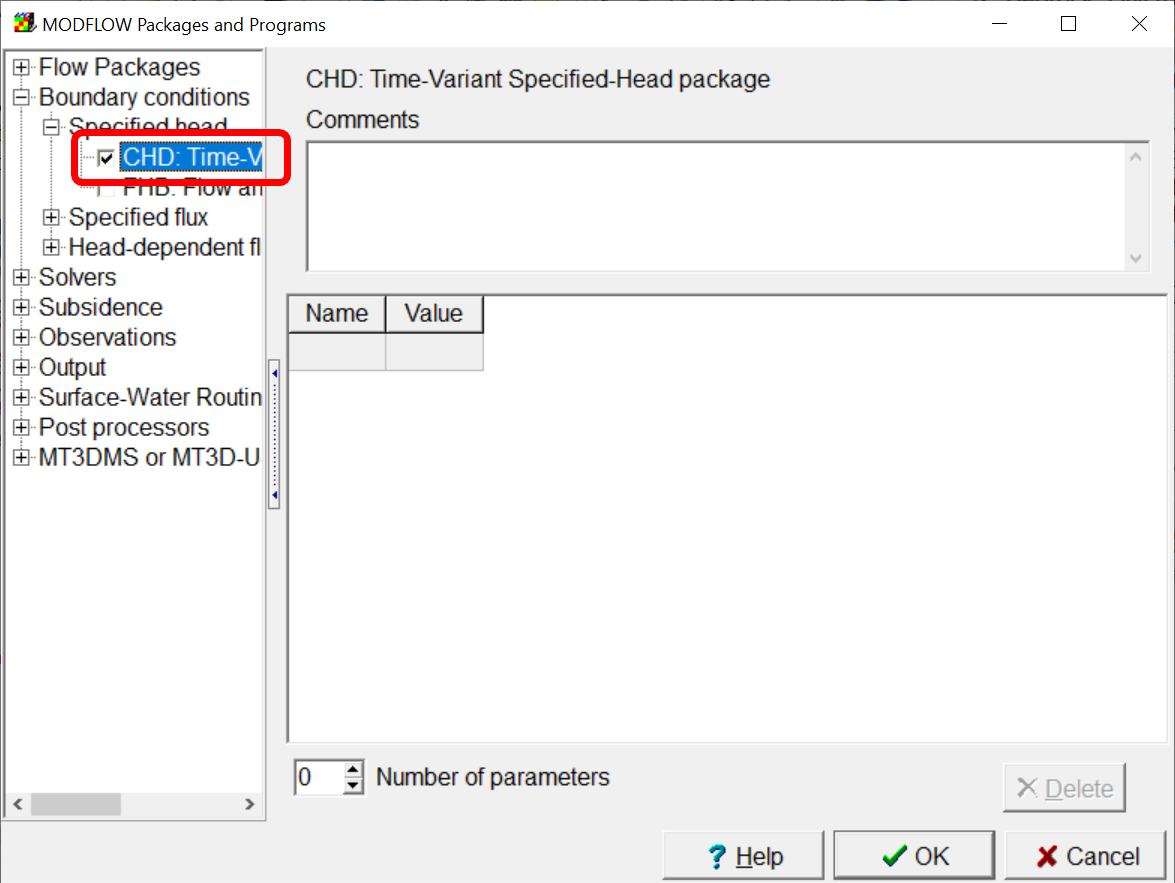 MODFLOW Packages and Programs
Flow Packages
Boundary conditions
Specified head
CHD: Time-V
FHB: Flow an
Specified flux
Head-dependent fl
Solvers
Subsidence
Observations
Output
Surface-Water Routin
Post processors
MT3DMS or MT3D-U
CHD: Time-Variant Specified-Head package
Comments
Name Value
0 Number of parameters
Delete
? Help OK Cancel